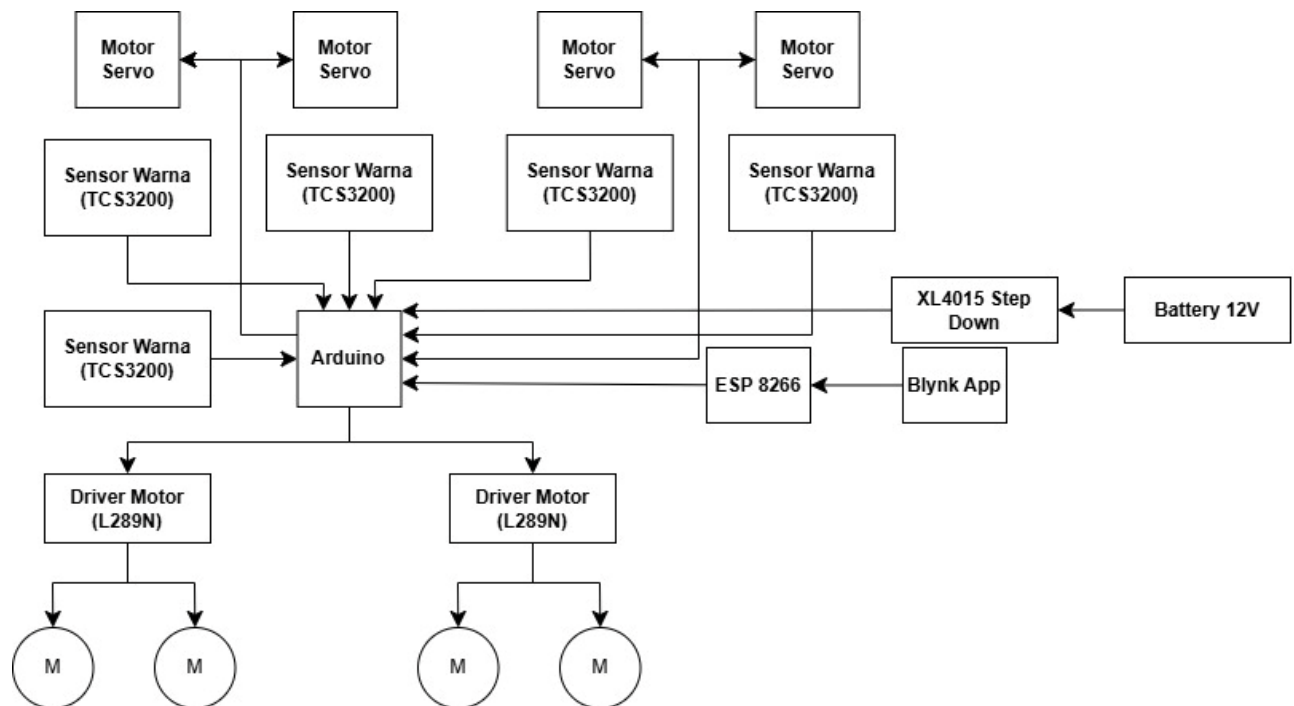 Motor
Servo
Motor
Servo
Motor
Servo
Motor
Servo
Sensor Warna
(TCS3200)
Sensor Warna
(TCS3200)
Sensor Warna
(TCS3200)
Sensor Warna
(TCS3200)
XL4015 Step
Down
Battery 12V
Sensor Warna
(TCS3200)
Arduino
ESP 8266
Blynk App
Driver Motor
(L289N)
Driver Motor
(L289N)
M
M
M
M